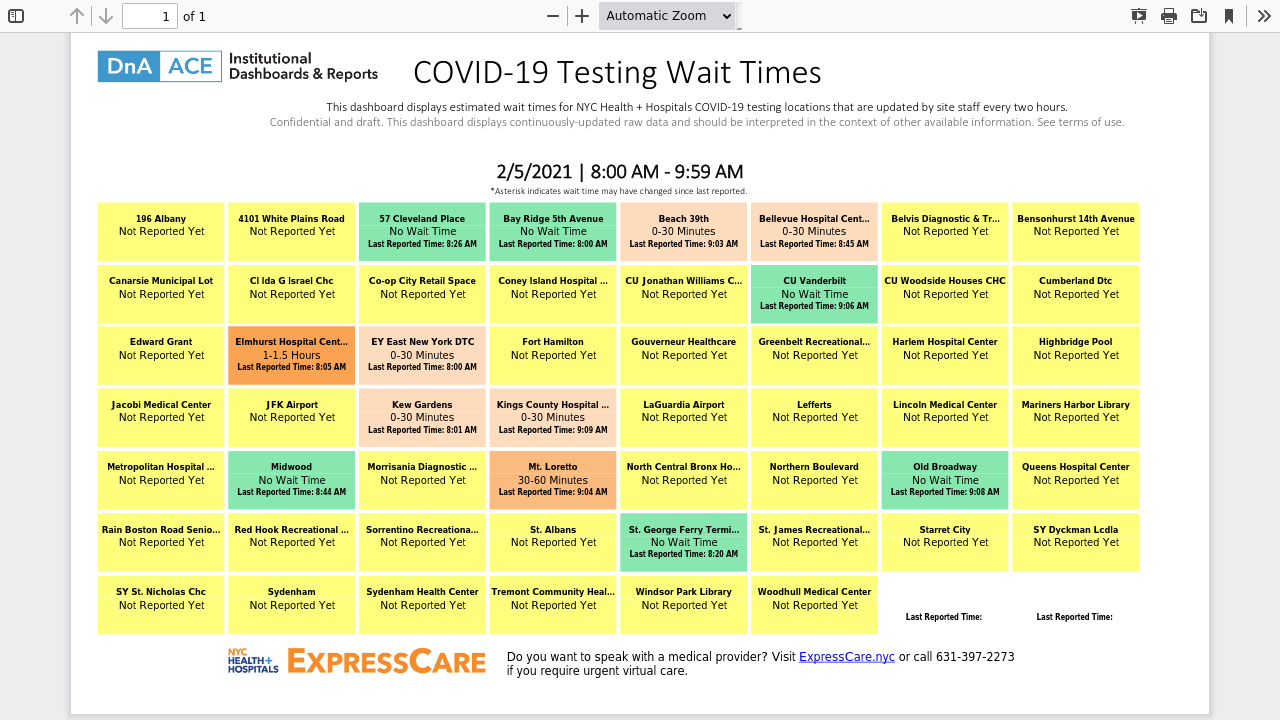 1 of 1 Automatic Zoom
DnA ACE Institutional Dashboards & Reports
COVID-19 Testing Wait Times
This dashboard displays estimated wait times for NYC Health + Hospitals COVID-19 testing locations that are updated by site staff every two hours.
Confidential and draft. This dashboard displays continuously-updated raw data and should be interpreted in the context of other available information. See terms of use.
2/5/2021 | 8:00 AM - 9:59 AM
*Asterisk indicates wait time may have changed since last reported.
196 Albany
Not Reported Yet
4101 White Plains Road
Not Reported Yet
57 Cleveland Place
No Wait Time
Last Reported Time: 8:26 AM
Bay Ridge 5th Avenue
No Wait Time
Last Reported Time: 8:00 AM
Beach 39th
0-30 Minutes
Last Reported Time: 9:03 AM
Bellevue Hospital Cent...
0-30 Minutes
Last Reported Time: 8:45 AM
Belvis Diagnostic & Tr...
Not Reported Yet
Bensonhurst 14th Avenue
Not Reported Yet
Canarsie Municipal Lot
Not Reported Yet
CI Ida G Israel Chc
Not Reported Yet
Co-op City Retail Space
Not Reported Yet
Coney Island Hospital ...
Not Reported Yet
CU Jonathan Williams C...
Not Reported Yet
CU Vanderbilt
No Wait Time
Last Reported Time: 9:06 AM
CU Woodside Houses CHC
Not Reported Yet
Cumberland Dtc
Not Reported Yet
Edward Grant
Not Reported Yet
Elmhurst Hospital Cent...
1-1.5 Hours
Last Reported Time: 8:05 AM
EY East New York DTC
0-30 Minutes
Last Reported Time: 8:00 AM
Fort Hamilton
Not Reported Yet
Gouverneur Healthcare
Not Reported Yet
Greenbelt Recreational...
Not Reported Yet
Harlem Hospital Center
Not Reported Yet
Highbridge Pool
Not Reported Yet
Jacobi Medical Center
Not Reported Yet
JFK Airport
Not Reported Yet
Kew Gardens
0-30 Minutes
Last Reported Time: 8:01 AM
Kings County Hospital ...
0-30 Minutes
Last Reported Time: 9:09 AM
LaGuardia Airport
Not Reported Yet
Lefferts
Not Reported Yet
Lincoln Medical Center
Not Reported Yet
Mariners Harbor Library
Not Reported Yet
Metropolitan Hospital ...
Not Reported Yet
Midwood
No Wait Time
Last Reported Time: 8:44 AM
Morrisania Diagnostic ...
Not Reported Yet
Mt. Loretto
30-60 Minutes
Last Reported Time: 9:04 AM
North Central Bronx Ho...
Not Reported Yet
Northern Boulevard
Not Reported Yet
Old Broadway
No Wait Time
Last Reported Time: 9:08 AM
Queens Hospital Center
Not Reported Yet
Rain Boston Road Senio...
Not Reported Yet
Red Hook Recreational ...
Not Reported Yet
Sorrentino Recreationa...
Not Reported Yet
St. Albans
Not Reported Yet
St. George Ferry Termi...
No Wait Time
Last Reported Time: 8:20 AM
St. James Recreational...
Not Reported Yet
Starret City
Not Reported Yet
SY Dyckman Lcdla
Not Reported Yet
SY St. Nicholas Chc
Not Reported Yet
Sydenham
Not Reported Yet
Sydenham Health Center
Not Reported Yet
Tremont Community Heal...
Not Reported Yet
Windsor Park Library
Not Reported Yet
Woodhull Medical Center
Not Reported Yet
Last Reported Time:
Last Reported Time:
NYC
HEALTH+
HOSPITALS
EXPRESSCARE
Do you want to speak with a medical provider? Visit ExpressCare.nyc or call 631-397-2273
if you require urgent virtual care.